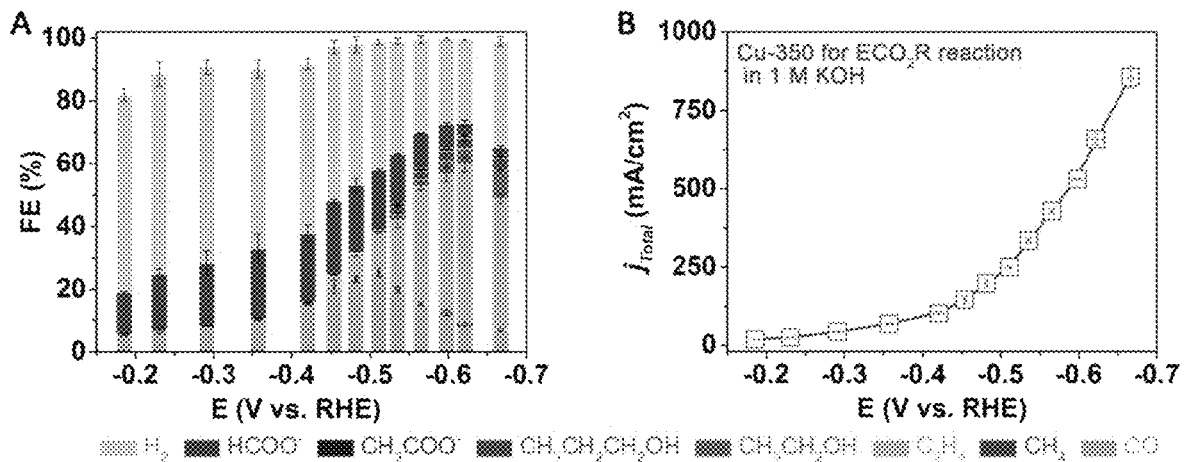 A
100
80
60
40
20
0
FE (%)
-0.2 -0.3 -0.4 -0.5 -0.6 -0.7
E (V vs. RHE)
B
1000
750
500
250
0
j_Total (mA/cm²)
Cu-350 for ECO₂R reaction
in 1 M KOH
-0.2 -0.3 -0.4 -0.5 -0.6 -0.7
E (V vs. RHE)
H₂ HCOO⁻ CH₃COO⁻ CH₃CH₂CH₂OH CH₃CH₂OH C₂H₄ CH₄ CO